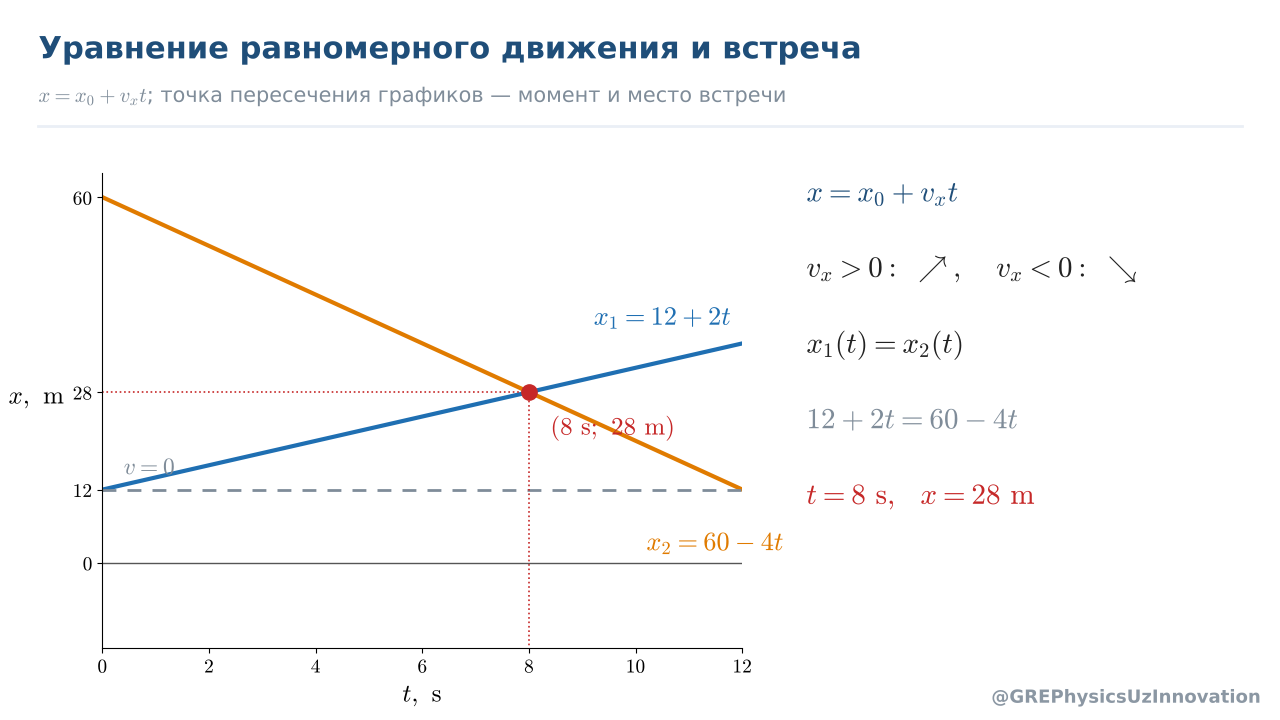 Уравнение равномерного движения и встреча
x = x₀ + vₓt; точка пересечения графиков — момент и место встречи
60
28
12
0
x, m
0 2 4 6 8 10 12
t, s
x₁ = 12 + 2t
(8 s; 28 m)
v = 0
x₂ = 60 − 4t
x = x₀ + vₓt
vₓ > 0 : ↗, vₓ < 0 : ↘
x₁(t) = x₂(t)
12 + 2t = 60 − 4t
t = 8 s, x = 28 m
@GREPhysicsUzInnovation